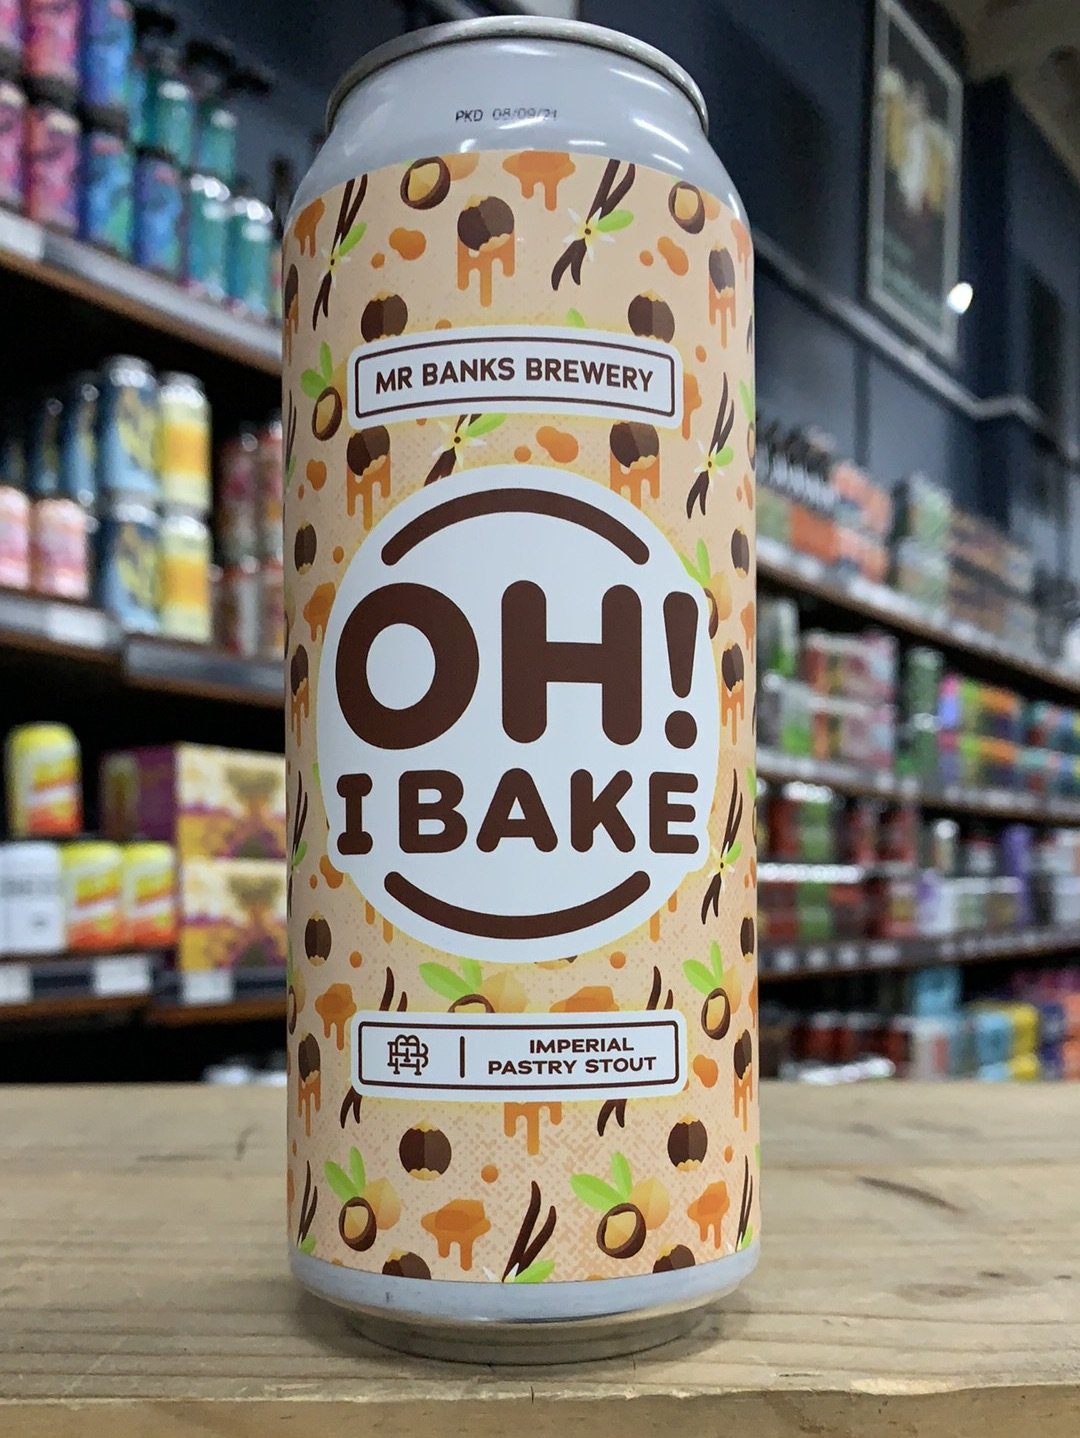 PKD 08/09/21
MR BANKS BREWERY
OH!
I BAKE
IMPERIAL
PASTRY STOUT